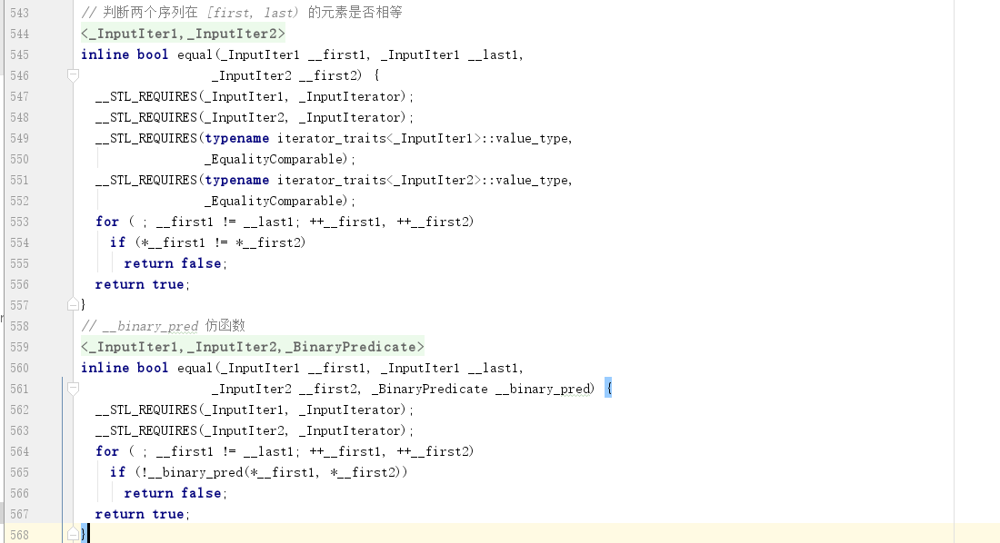 543 // 判断两个序列在 [first, last) 的元素是否相等
544 <_InputIter1,_InputIter2>
545 inline bool equal(_InputIter1 __first1, _InputIter1 __last1,
546                   _InputIter2 __first2) {
547   __STL_REQUIRES(_InputIter1, _InputIterator);
548   __STL_REQUIRES(_InputIter2, _InputIterator);
549   __STL_REQUIRES(typename iterator_traits<_InputIter1>::value_type,
550                  _EqualityComparable);
551   __STL_REQUIRES(typename iterator_traits<_InputIter2>::value_type,
552                  _EqualityComparable);
553   for ( ; __first1 != __last1; ++__first1, ++__first2)
554     if (*__first1 != *__first2)
555       return false;
556   return true;
557 }
558 // __binary_pred 仿函数
559 <_InputIter1,_InputIter2,_BinaryPredicate>
560 inline bool equal(_InputIter1 __first1, _InputIter1 __last1,
561                   _InputIter2 __first2, _BinaryPredicate __binary_pred) {
562   __STL_REQUIRES(_InputIter1, _InputIterator);
563   __STL_REQUIRES(_InputIter2, _InputIterator);
564   for ( ; __first1 != __last1; ++__first1, ++__first2)
565     if (!__binary_pred(*__first1, *__first2))
566       return false;
567   return true;
568 }